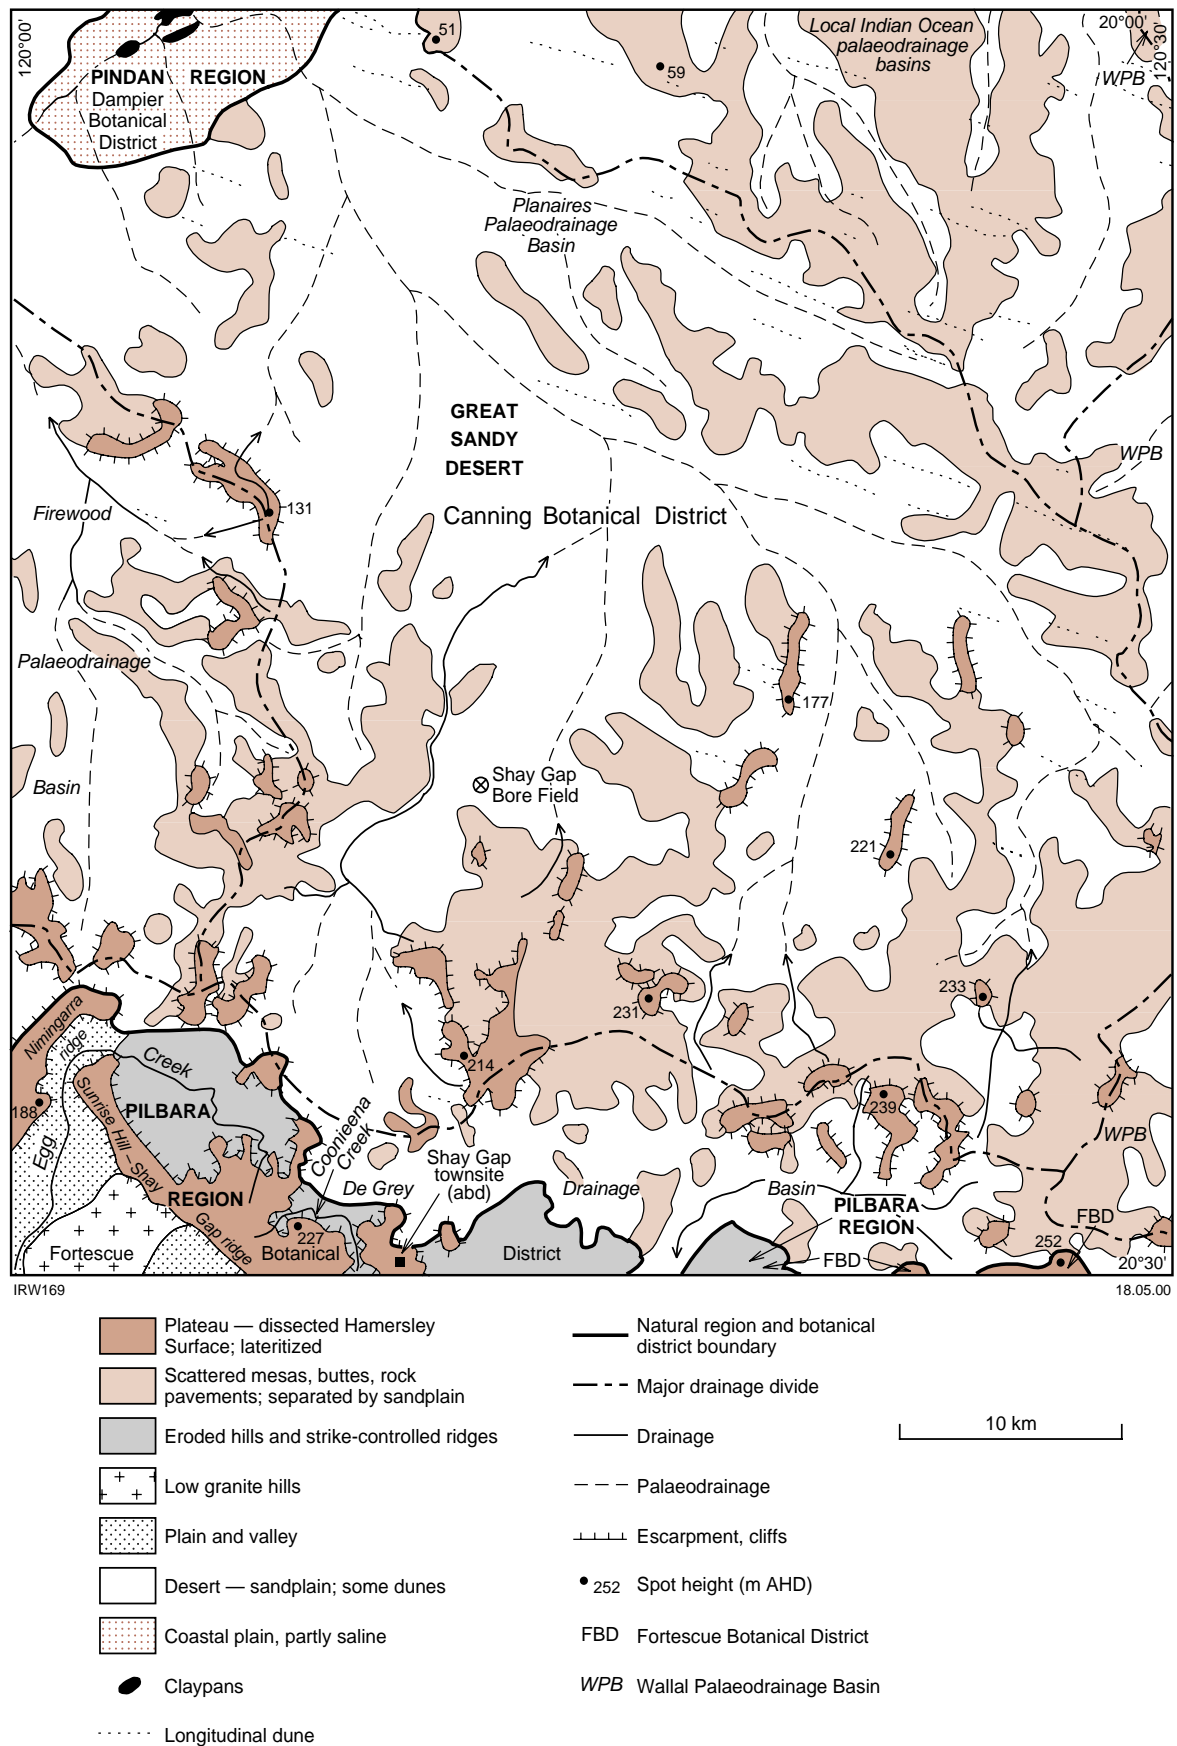 120°00'
51
59
Local Indian Ocean
palaeodrainage
basins
20°00'
120°30'
WPB
PINDAN REGION
Dampier
Botanical
District
Planaires
Palaeodrainage
Basin
GREAT
SANDY
DESERT
WPB
Firewood
131
Canning Botanical District
Palaeodrainage
177
Basin
Shay Gap
Bore Field
221
231
233
Nimingarra
ridge
Creek
214
188
Sunrise Hill – Shay
Gap ridge
PILBARA
239
Egg
Coonieena
Creek
WPB
Shay Gap
townsite
(abd)
REGION
De Grey
Drainage
Basin
PILBARA
REGION
FBD
227
Fortescue
Botanical
District
FBD
252
20°30'
IRW169
18.05.00
Plateau — dissected Hamersley
Surface; lateritized
Scattered mesas, buttes, rock
pavements; separated by sandplain
Eroded hills and strike-controlled ridges
Low granite hills
Plain and valley
Desert — sandplain; some dunes
Coastal plain, partly saline
Claypans
Longitudinal dune
Natural region and botanical
district boundary
Major drainage divide
Drainage
Palaeodrainage
Escarpment, cliffs
252 Spot height (m AHD)
FBD Fortescue Botanical District
WPB Wallal Palaeodrainage Basin
10 km